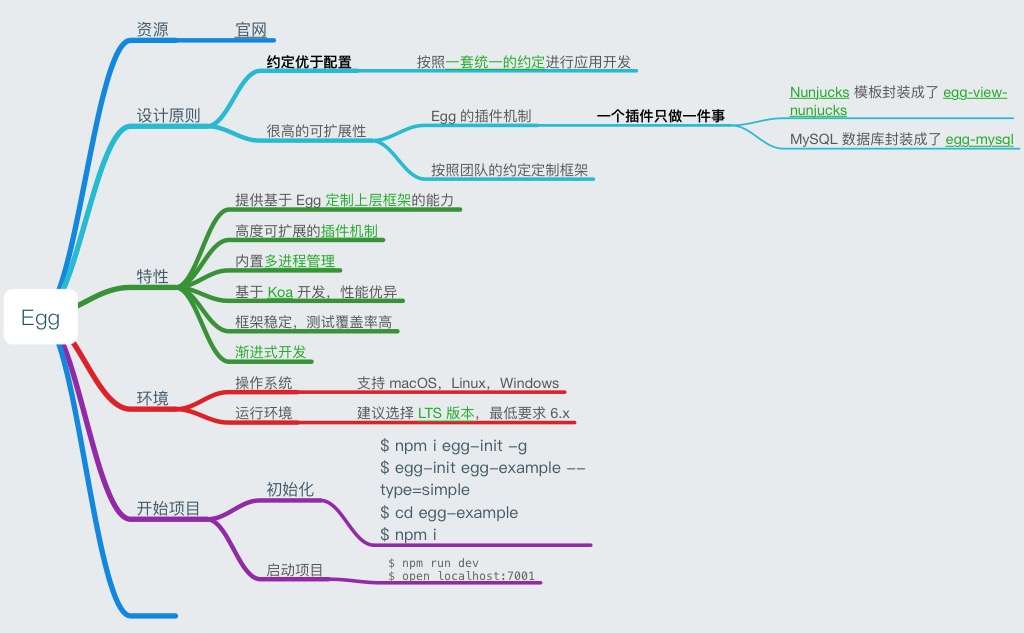 资源
官网
约定优于配置
按照一套统一的约定进行应用开发
设计原则
很高的可扩展性
Egg 的插件机制
一个插件只做一件事
Nunjucks 模板封装成了 egg-view-
nunjucks
MySQL 数据库封装成了 egg-mysql
按照团队的约定定制框架
特性
提供基于 Egg 定制上层框架的能力
高度可扩展的插件机制
内置多进程管理
基于 Koa 开发，性能优异
框架稳定，测试覆盖率高
渐进式开发
Egg
环境
操作系统
支持 macOS，Linux，Windows
运行环境
建议选择 LTS 版本，最低要求 6.x
开始项目
初始化
$ npm i egg-init -g
$ egg-init egg-example --
type=simple
$ cd egg-example
$ npm i
启动项目
$ npm run dev
$ open localhost:7001